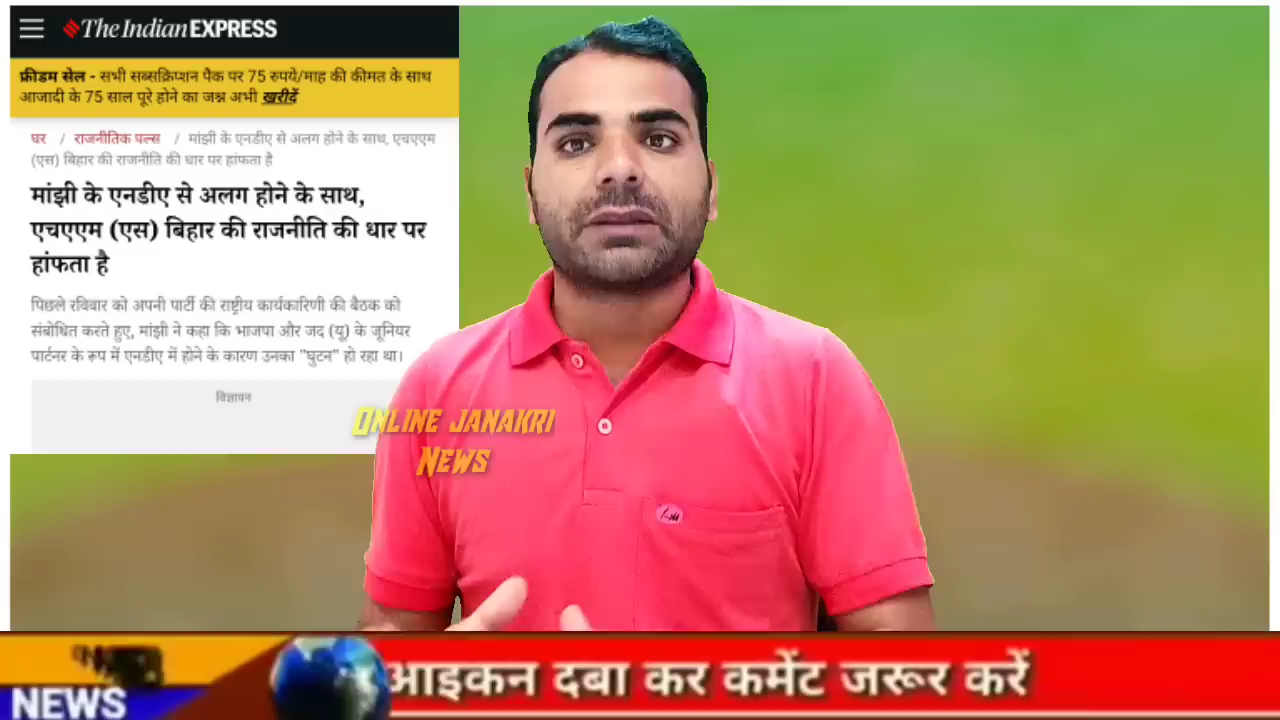 The Indian EXPRESS
फ्रीडम सेल - सभी सब्सक्रिप्शन पैक पर 75 रुपये/माह की कीमत के साथ
आजादी के 75 साल पूरे होने का जश्न अभी खरीदें
घर / राजनीतिक पल्स / मांझी के एनडीए से अलग होने के साथ, एचएएम
(एस) बिहार की राजनीति की धार पर हांफता है
मांझी के एनडीए से अलग होने के साथ,
एचएएम (एस) बिहार की राजनीति की धार पर
हांफता है
पिछले रविवार को अपनी पार्टी की राष्ट्रीय कार्यकारिणी की बैठक को
संबोधित करते हुए, मांझी ने कहा कि भाजपा और जद (यू) के जूनियर
पार्टनर के रूप में एनडीए में होने के कारण उनका "घुटन" हो रहा था।
विज्ञापन
ONLINE JANAKRI
NEWS
NEWS
आइकन दबा कर कमेंट जरूर करें